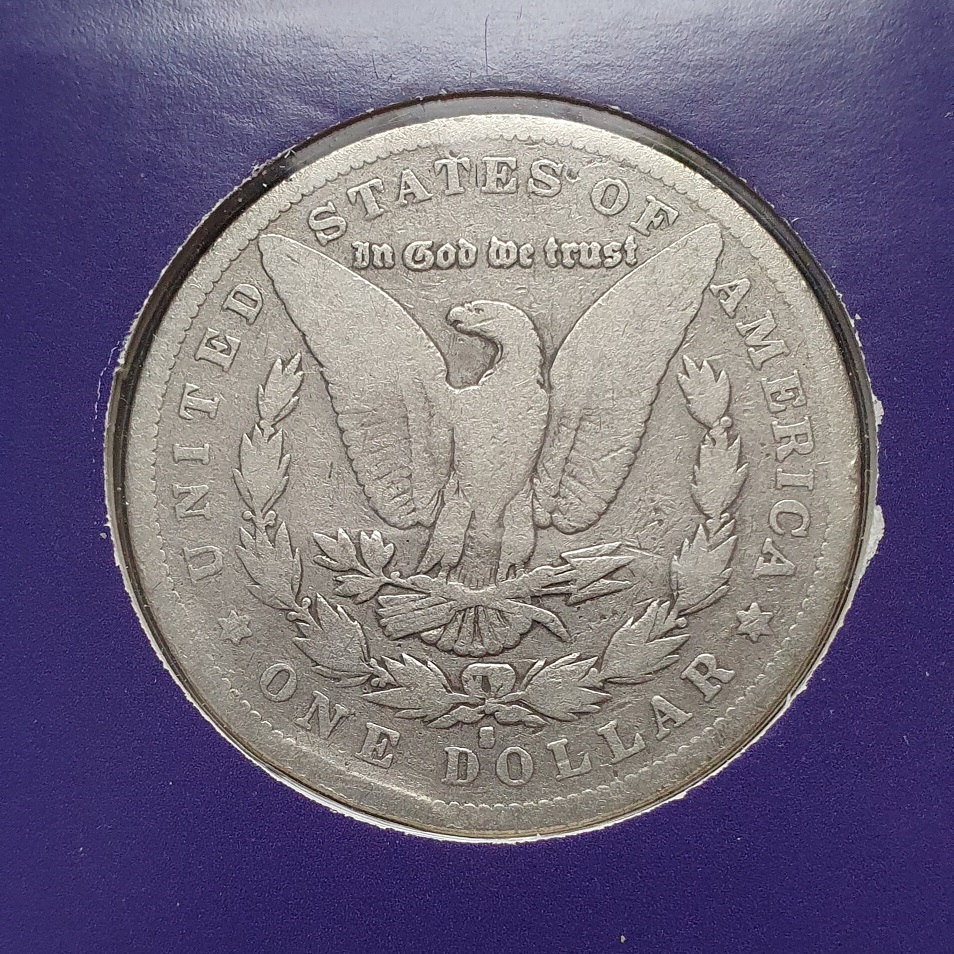 UNITED STATES OF AMERICA
In God we trust
S
ONE DOLLAR